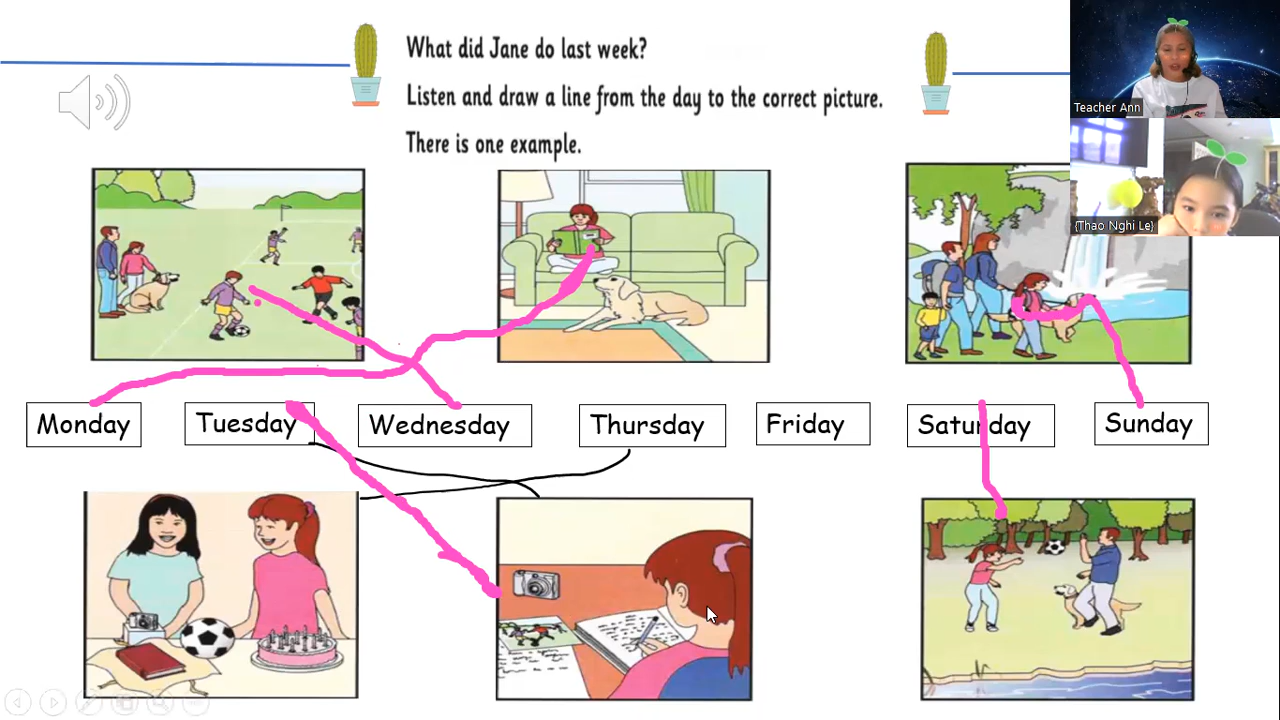 What did Jane do last week?
Listen and draw a line from the day to the correct picture.
There is one example.
Teacher Ann
{Thao Nghi Le}
Monday
Tuesday
Wednesday
Thursday
Friday
Saturday
Sunday